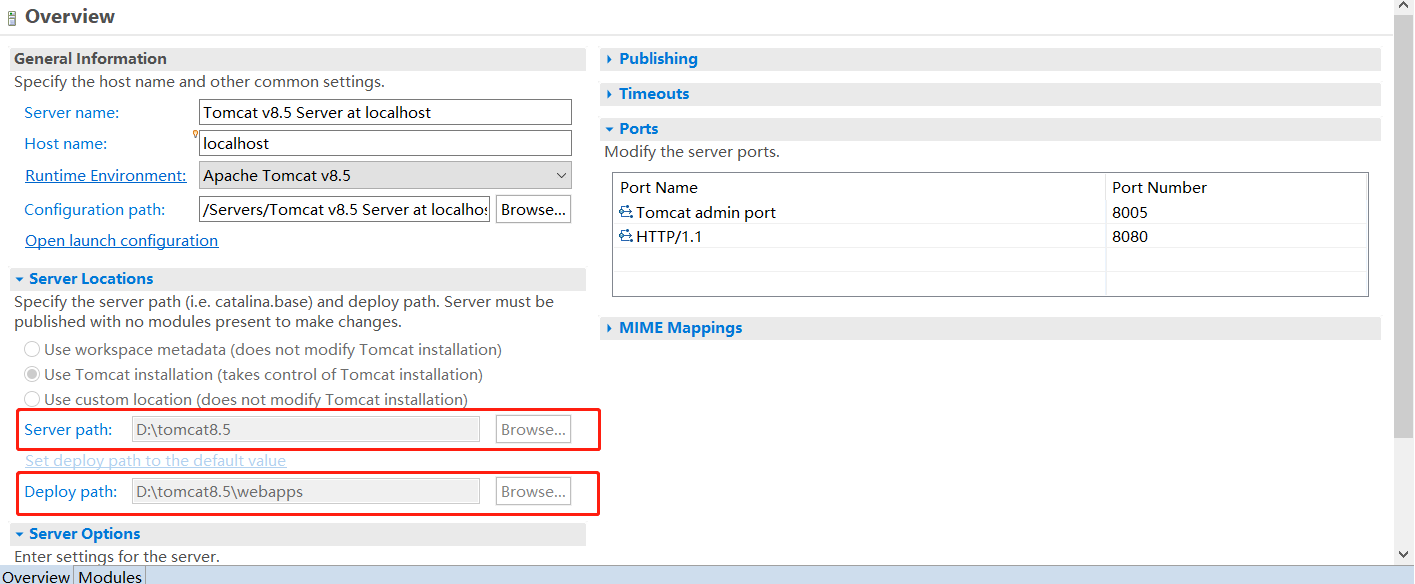 Overview
General Information
Specify the host name and other common settings.
Server name: Tomcat v8.5 Server at localhost
Host name: localhost
Runtime Environment: Apache Tomcat v8.5
Configuration path: /Servers/Tomcat v8.5 Server at localhos Browse...
Open launch configuration
Server Locations
Specify the server path (i.e. catalina.base) and deploy path. Server must be
published with no modules present to make changes.
Use workspace metadata (does not modify Tomcat installation)
Use Tomcat installation (takes control of Tomcat installation)
Use custom location (does not modify Tomcat installation)
Server path: D:\tomcat8.5 Browse...
Set deploy path to the default value
Deploy path: D:\tomcat8.5\webapps Browse...
Server Options
Enter settings for the server.
Publishing
Timeouts
Ports
Modify the server ports.
Port Name Port Number
Tomcat admin port 8005
HTTP/1.1 8080
MIME Mappings
Overview Modules